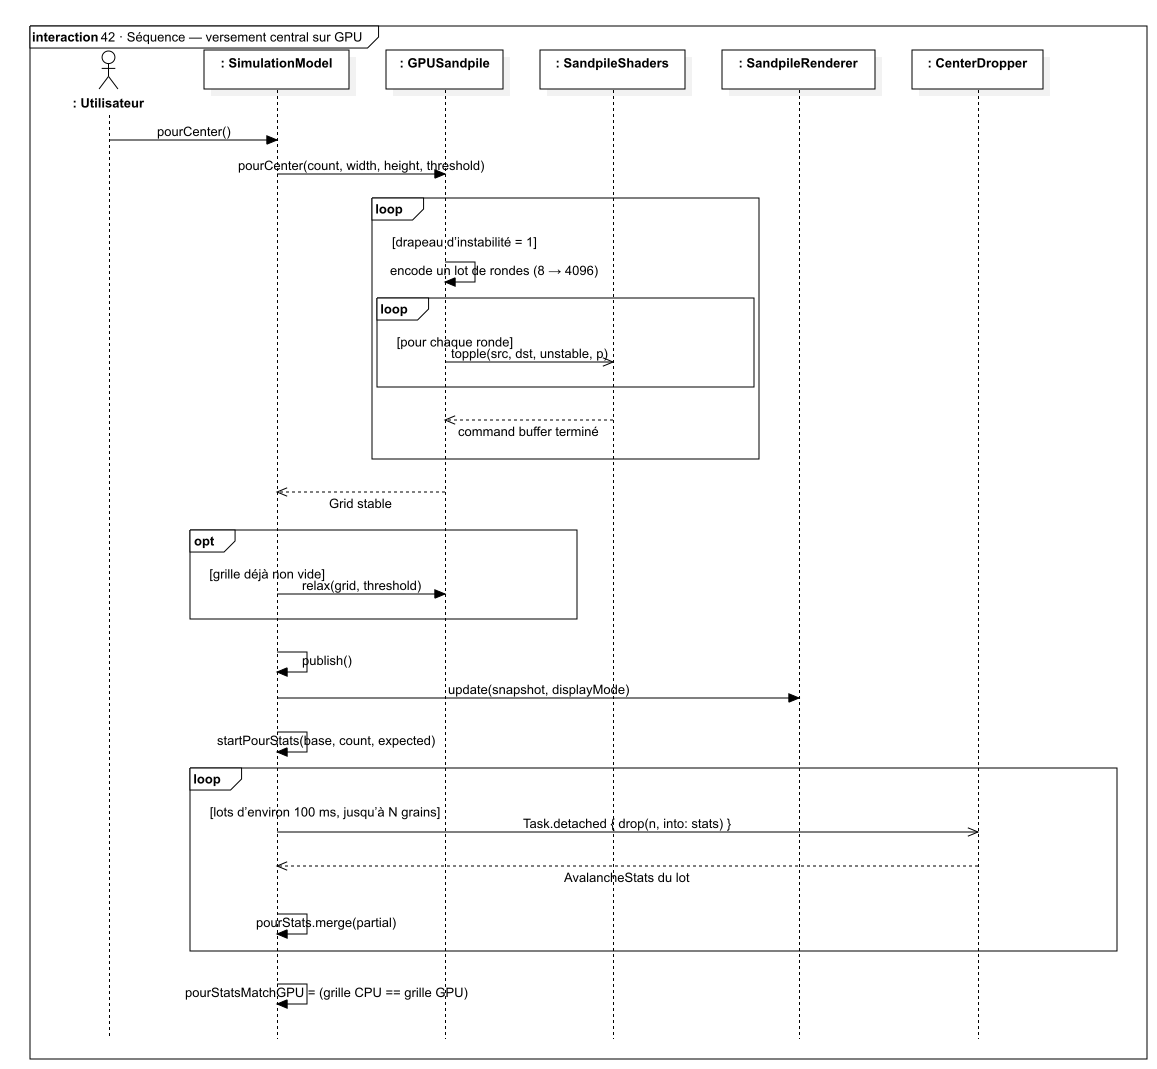 interaction 42 · Séquence — versement central sur GPU
: Utilisateur
: SimulationModel
: GPUSandpile
: SandpileShaders
: SandpileRenderer
: CenterDropper
pourCenter()
pourCenter(count, width, height, threshold)
loop
[drapeau d’instabilité = 1]
encode un lot de rondes (8 → 4096)
loop
[pour chaque ronde]
topple(src, dst, unstable, p)
command buffer terminé
Grid stable
opt
[grille déjà non vide]
relax(grid, threshold)
publish()
update(snapshot, displayMode)
startPourStats(base, count, expected)
loop
[lots d’environ 100 ms, jusqu’à N grains]
Task.detached { drop(n, into: stats) }
AvalancheStats du lot
pourStats.merge(partial)
pourStatsMatchGPU = (grille CPU == grille GPU)